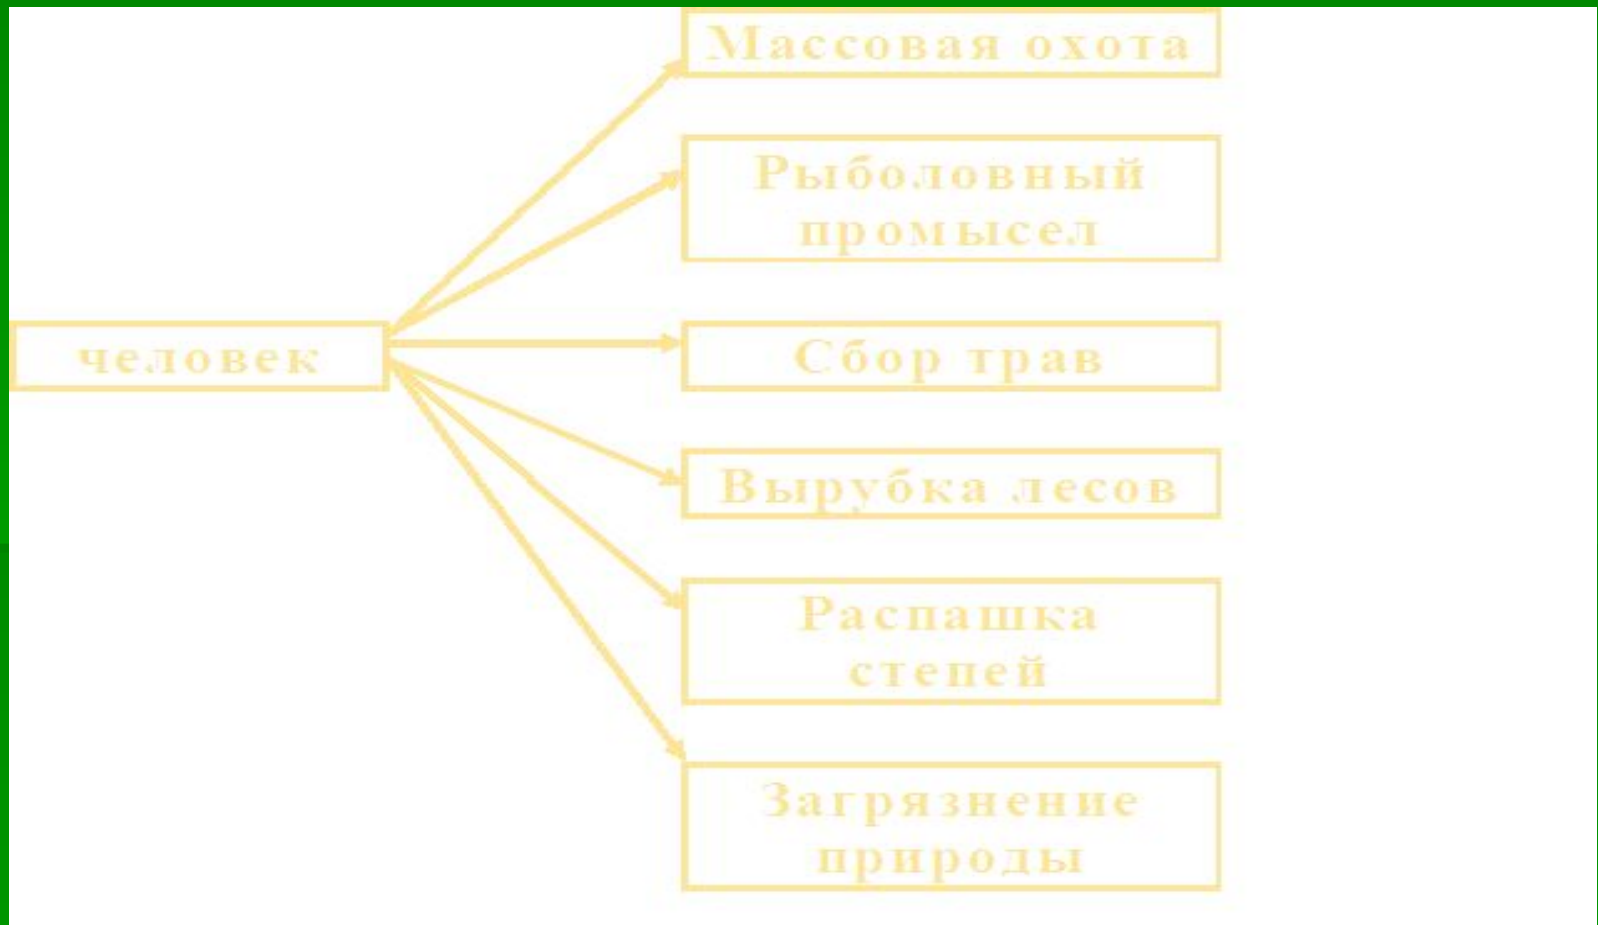 Массовая охота
Рыболовный
промысел
человек
Сбор трав
Вырубка лесов
Распашка
степей
Загрязнение
природы